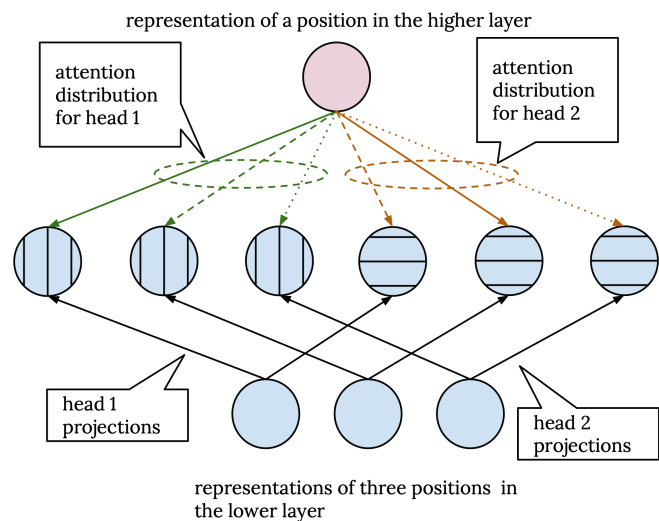 representation of a position in the higher layer
attention
distribution
for head 1
attention
distribution
for head 2
head 1
projections
head 2
projections
representations of three positions in
the lower layer